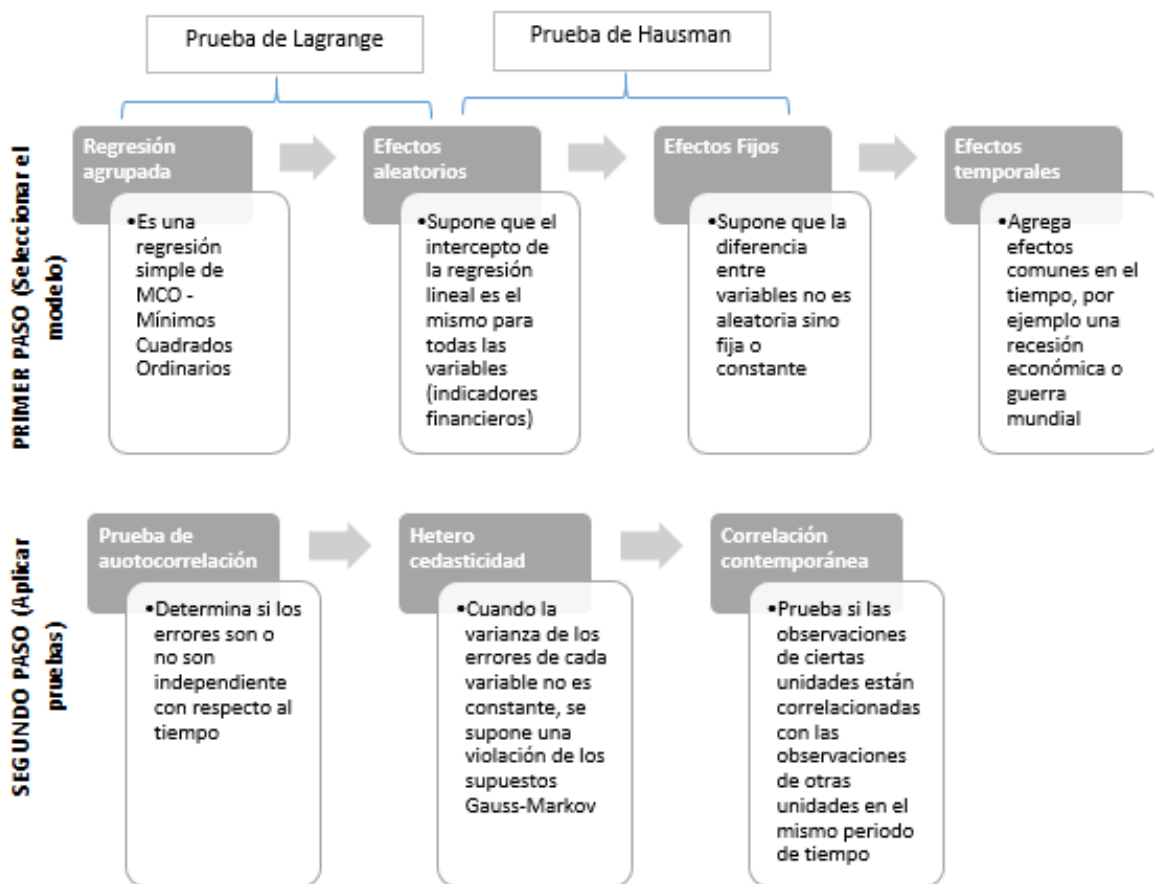 Prueba de Lagrange
Prueba de Hausman
PRIMER PASO (Seleccionar el
modelo)
Regresión
agrupada
•Es una
regresión
simple de
MCO -
Mínimos
Cuadrados
Ordinarios
Efectos
aleatorios
•Supone que el
intercepto de
la regresión
lineal es el
mismo para
todas las
variables
(indicadores
financieros)
Efectos Fijos
•Supone que la
diferencia
entre
variables no es
aleatoria sino
fija o
constante
Efectos
temporales
•Agrega
efectos
comunes en el
tiempo, por
ejemplo una
recesión
económica o
guerra
mundial
SEGUNDO PASO (Aplicar
pruebas)
Prueba de
auotocorrelación
•Determina si los
errores son o
no son
independiente
con respecto al
tiempo
Hetero
cedasticidad
•Cuando la
varianza de los
errores de cada
variable no es
constante, se
supone una
violación de los
supuestos
Gauss-Markov
Correlación
contemporánea
•Prueba si las
observaciones
de ciertas
unidades están
correlacionadas
con las
observaciones
de otras
unidades en el
mismo periodo
de tiempo